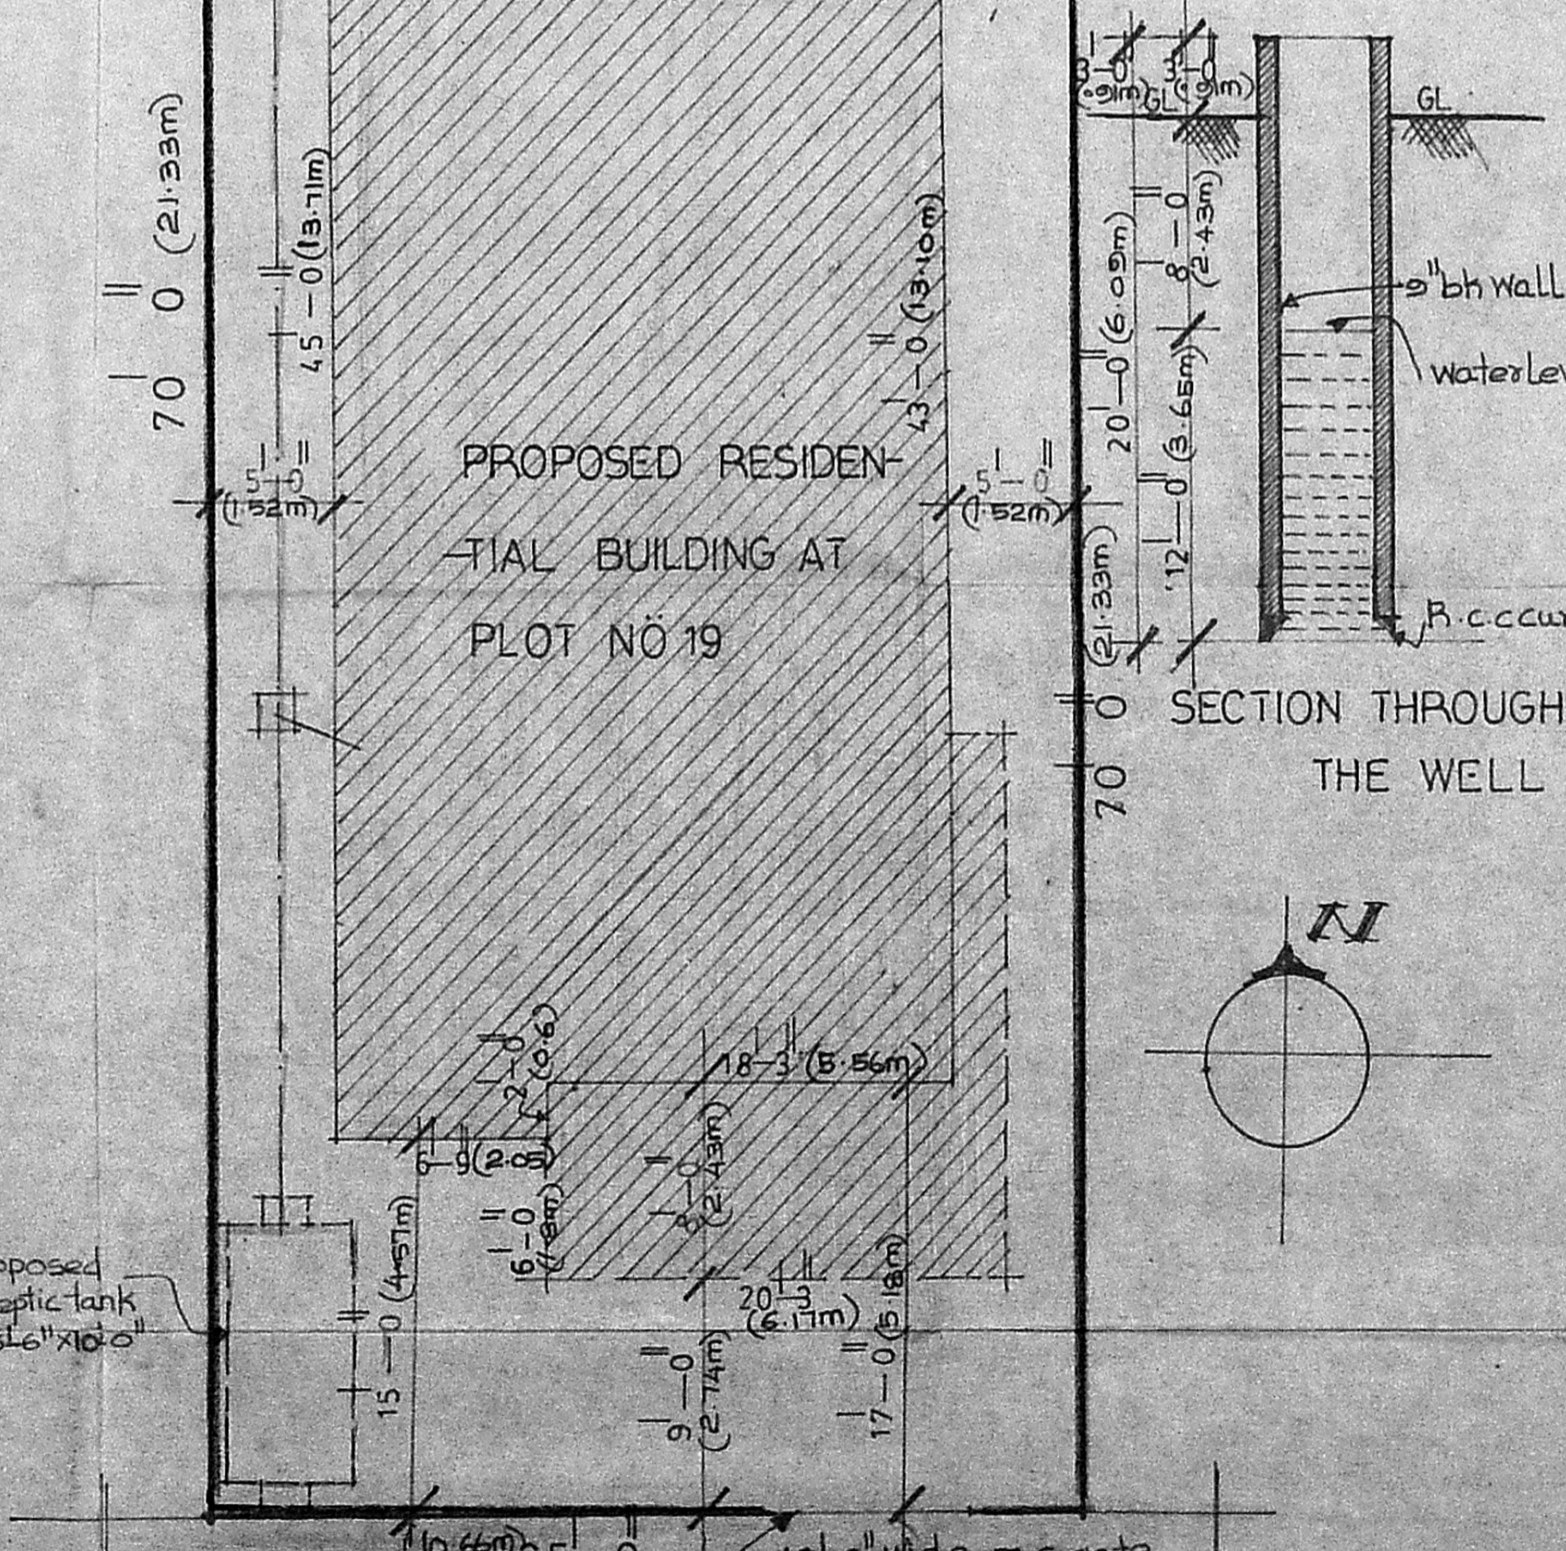 3'-0"
(.91m)
3'-0"
(.91m)
GL
GL
70'-0" (21.33m)
45'-0" (13.71m)
43'-0" (13.10m)
20'-0" (6.09m)
8'-0"
(2.43m)
9" bk wall
5'-0"
(1.52m)
PROPOSED RESIDEN-
-TIAL BUILDING AT
PLOT NO 19
5'-0"
(1.52m)
12'-0" (3.65m)
70'-0" (21.33m)
R.C.C
SECTION THROUGH
THE WELL
N
2'-0"
(0.6)
18'-3" (5.56m)
6'-9" (2.05)
6'-0"
(1.8m)
8'-0"
(2.43m)
20'-3"
(6.17m)
15'-0" (4.57m)
9'-0"
(2.74m)
17'-0" (5.18m)
tank
(10.66m)